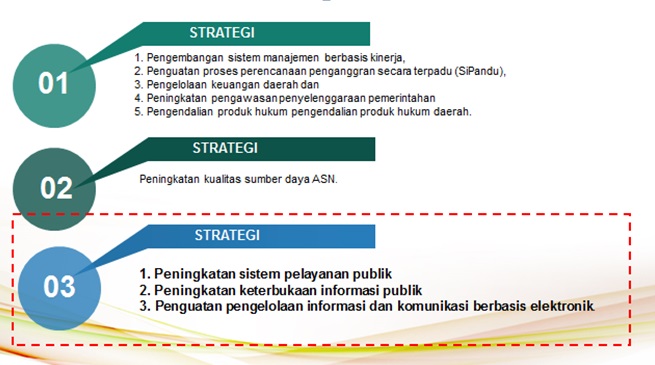 STRATEGI
01
1. Pengembangan sistem manajemen berbasis kinerja,
2. Penguatan proses perencanaan penganggran secara terpadu (SiPandu),
3. Pengelolaan keuangan daerah dan
4. Peningkatan pengawasan penyelenggaraan pemerintahan
5. Pengendalian produk hukum pengendalian produk hukum daerah.
STRATEGI
02
Peningkatan kualitas sumber daya ASN.
STRATEGI
03
1. Peningkatan sistem pelayanan publik
2. Peningkatan keterbukaan informasi publik
3. Penguatan pengelolaan informasi dan komunikasi berbasis elektronik